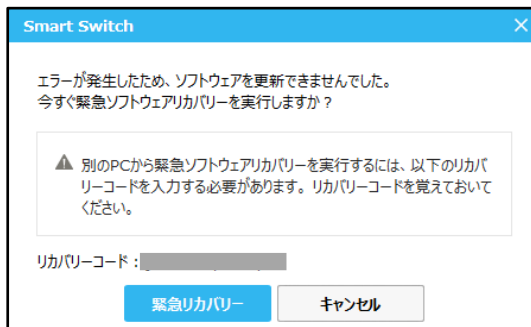 Smart Switch
エラーが発生したため、ソフトウェアを更新できませんでした。
今すぐ緊急ソフトウェアリカバリーを実行しますか?
別のPCから緊急ソフトウェアリカバリーを実行するには、以下のリカバ
リーコードを入力する必要があります。リカバリーコードを覚えておいて
ください。
リカバリーコード :
緊急リカバリー
キャンセル